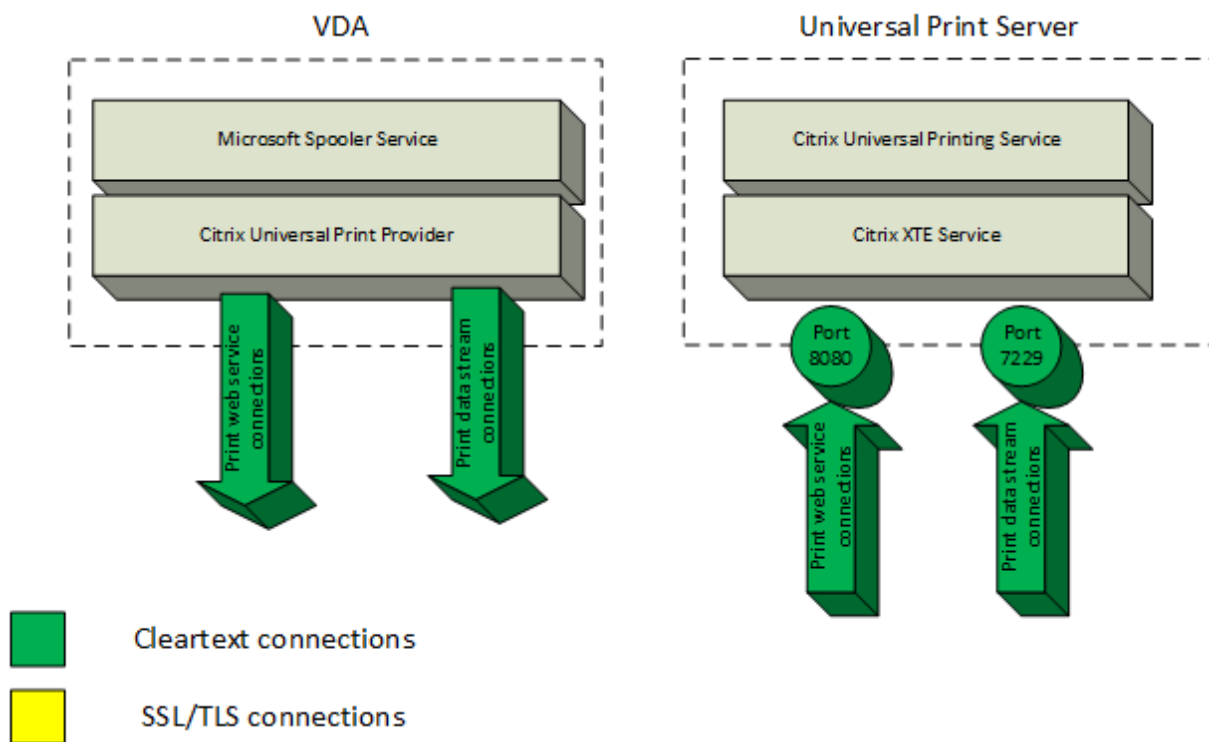 VDA
Universal Print Server
Microsoft Spooler Service
Citrix Universal Print Provider
Citrix Universal Printing Service
Citrix XTE Service
Print web service
connections
Print data stream
connections
Port
8080
Port
7229
Print web service
connections
Print data stream
connections
Cleartext connections
SSL/TLS connections